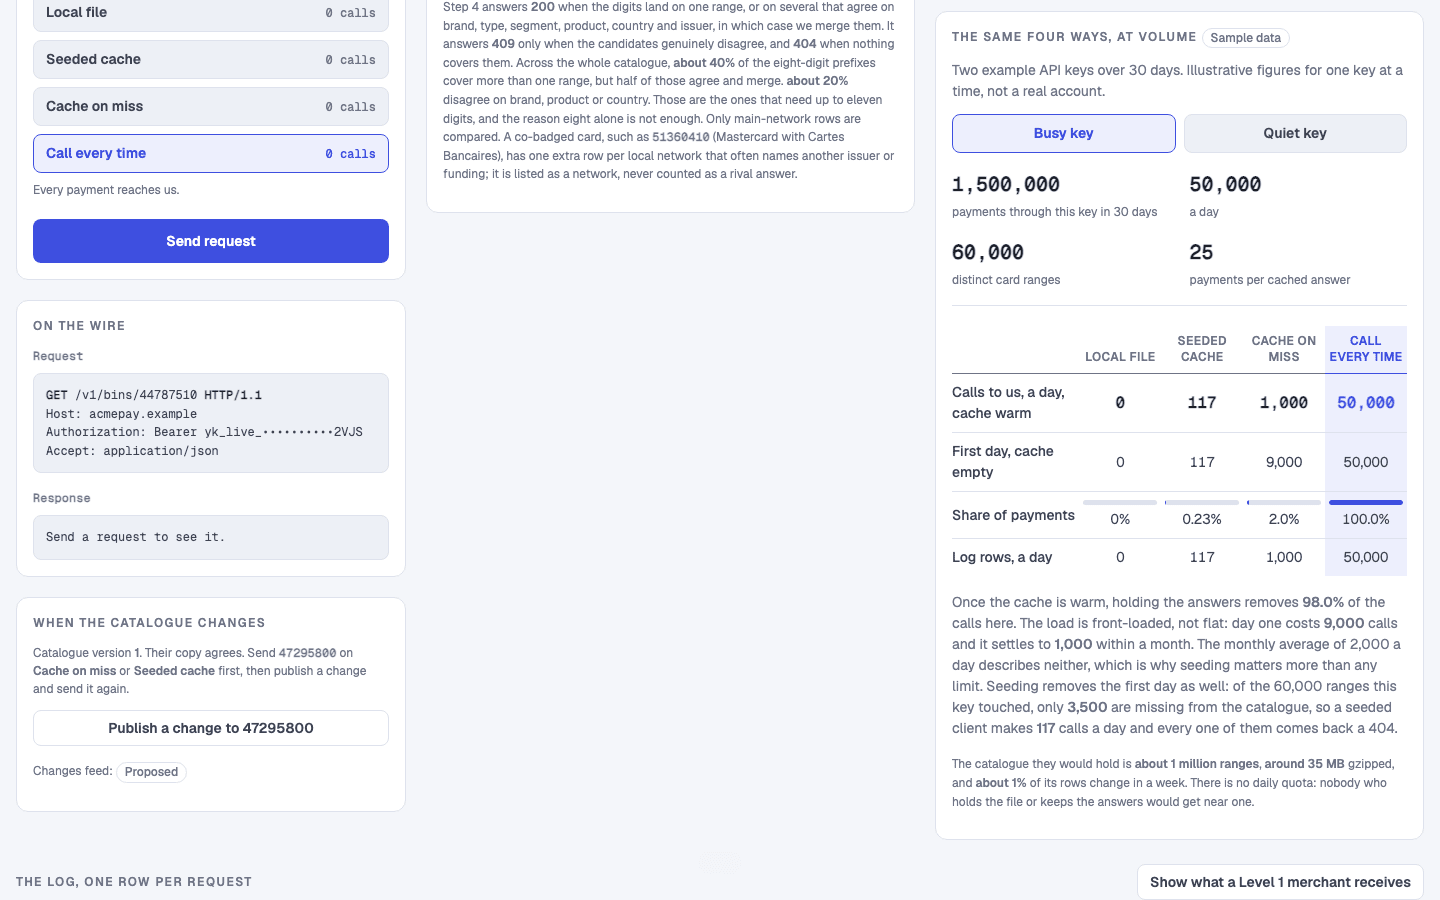 Local file 0 calls
Seeded cache 0 calls
Cache on miss 0 calls
Call every time 0 calls
Every payment reaches us.
Send request
ON THE WIRE
Request
GET /v1/bins/44787510 HTTP/1.1
Host: acmepay.example
Authorization: Bearer yk_live_••••••••••2VJS
Accept: application/json
Response
Send a request to see it.
WHEN THE CATALOGUE CHANGES
Catalogue version 1. Their copy agrees. Send 47295800 on
Cache on miss or Seeded cache first, then publish a change
and send it again.
Publish a change to 47295800
Changes feed: Proposed
Step 4 answers 200 when the digits land on one range, or on several that agree on
brand, type, segment, product, country and issuer, in which case we merge them. It
answers 409 only when the candidates genuinely disagree, and 404 when nothing
covers them. Across the whole catalogue, about 40% of the eight-digit prefixes
cover more than one range, but half of those agree and merge. about 20%
disagree on brand, product or country. Those are the ones that need up to eleven
digits, and the reason eight alone is not enough. Only main-network rows are
compared. A co-badged card, such as 51360410 (Mastercard with Cartes
Bancaires), has one extra row per local network that often names another issuer or
funding; it is listed as a network, never counted as a rival answer.
THE SAME FOUR WAYS, AT VOLUME Sample data
Two example API keys over 30 days. Illustrative figures for one key at a
time, not a real account.
Busy key Quiet key
1,500,000 50,000
payments through this key in 30 days a day
60,000 25
distinct card ranges payments per cached answer
SEEDED CACHE ON CALL
LOCAL FILE CACHE MISS EVERY TIME
Calls to us, a day,
cache warm 0 117 1,000 50,000
First day, cache
empty 0 117 9,000 50,000
Share of payments 0% 0.23% 2.0% 100.0%
Log rows, a day 0 117 1,000 50,000
Once the cache is warm, holding the answers removes 98.0% of the
calls here. The load is front-loaded, not flat: day one costs 9,000 calls
and it settles to 1,000 within a month. The monthly average of 2,000 a
day describes neither, which is why seeding matters more than any
limit. Seeding removes the first day as well: of the 60,000 ranges this
key touched, only 3,500 are missing from the catalogue, so a seeded
client makes 117 calls a day and every one of them comes back a 404.
The catalogue they would hold is about 1 million ranges, around 35 MB gzipped,
and about 1% of its rows change in a week. There is no daily quota: nobody who
holds the file or keeps the answers would get near one.
THE LOG, ONE ROW PER REQUEST Show what a Level 1 merchant receives